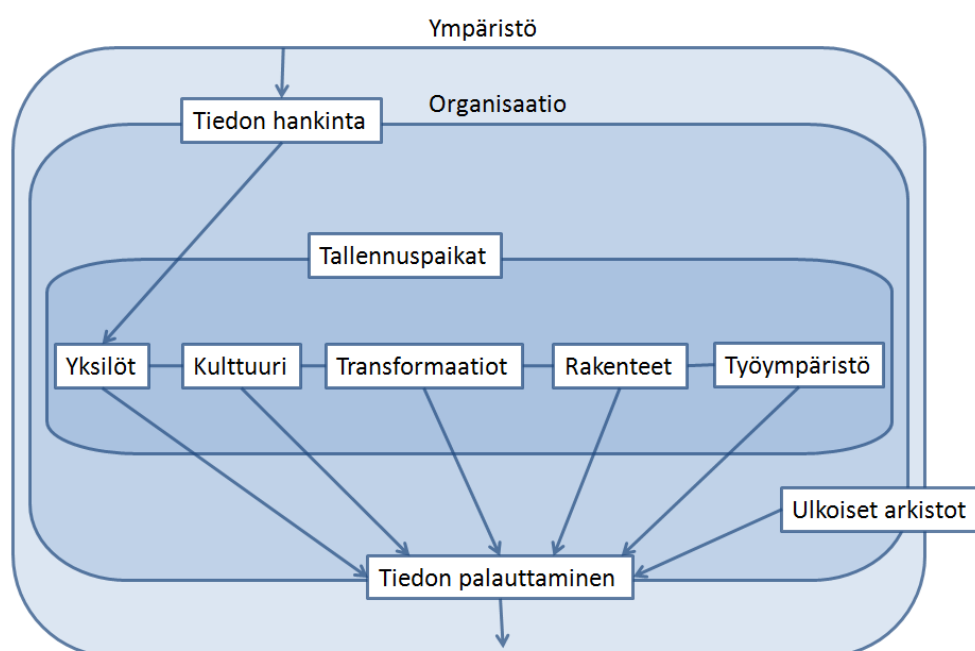 Ympäristö
Organisaatio
Tiedon hankinta
Tallennuspaikat
Yksilöt
Kulttuuri
Transformaatiot
Rakenteet
Työympäristö
Ulkoiset arkistot
Tiedon palauttaminen